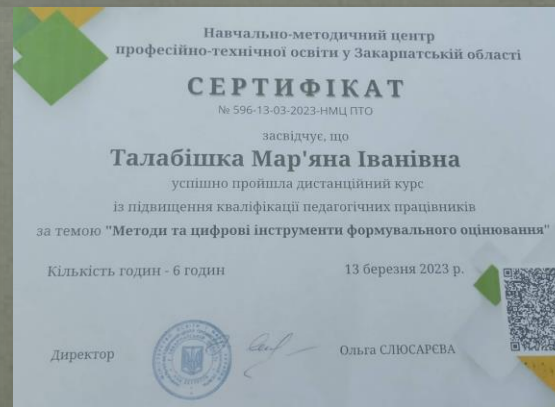 Навчально-методичний центр
професійно-технічної освіти у Закарпатській області
СЕРТИФІКАТ
№ 596-13-03-2023-НМЦ ПТО
засвідчує, що
Талабішка Мар'яна Іванівна
успішно пройшла дистанційний курс
із підвищення кваліфікації педагогічних працівників
за темою "Методи та цифрові інструменти формувального оцінювання"
Кількість годин - 6 годин
13 березня 2023 р.
Директор
Ольга СЛЮСАРЄВА